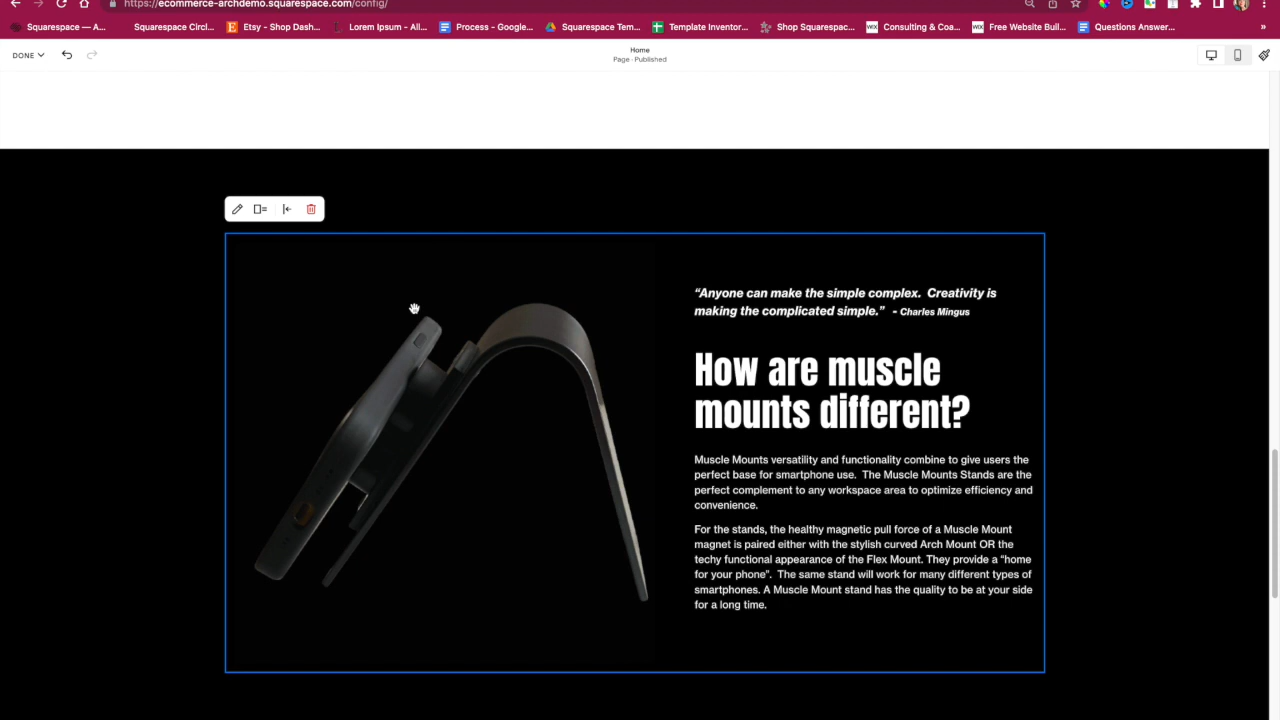 https://ecommerce-archdemo.squarespace.com/config/
Squarespace — A...
Squarespace Circl...
Etsy - Shop Dash...
Lorem Ipsum - All...
Process - Google...
Squarespace Tem...
Template Inventor...
Shop Squarespac...
Consulting & Coa...
Free Website Buil...
Questions Answer...
»
DONE
Home
Page · Published
“Anyone can make the simple complex. Creativity is
making the complicated simple.” - Charles Mingus
How are muscle
mounts different?
Muscle Mounts versatility and functionality combine to give users the
perfect base for smartphone use. The Muscle Mounts Stands are the
perfect complement to any workspace area to optimize efficiency and
convenience.
For the stands, the healthy magnetic pull force of a Muscle Mount
magnet is paired either with the stylish curved Arch Mount OR the
techy functional appearance of the Flex Mount. They provide a “home
for your phone”. The same stand will work for many different types of
smartphones. A Muscle Mount stand has the quality to be at your side
for a long time.